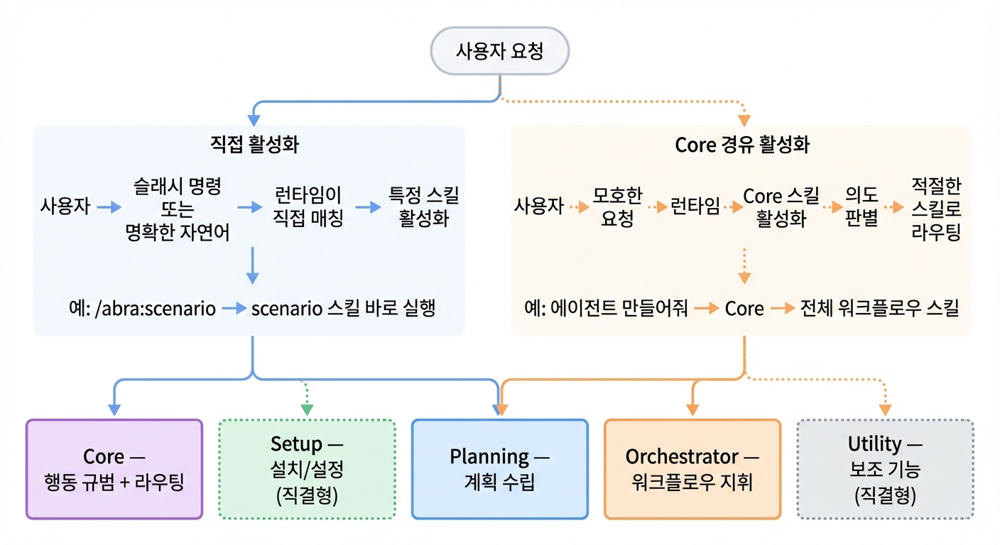 사용자 요청
직접 활성화
사용자
슬래시 명령
또는
명확한 자연어
런타임이
직접 매칭
특정 스킬
활성화
예: /abra:scenario
scenario 스킬 바로 실행
Core 경유 활성화
사용자
모호한
요청
런타임
Core 스킬
활성화
의도
판별
적절한
스킬로
라우팅
예: 에이전트 만들어줘
Core
전체 워크플로우 스킬
Core —
행동 규범 + 라우팅
Setup —
설치/설정
(직결형)
Planning —
계획 수립
Orchestrator —
워크플로우 지휘
Utility —
보조 기능
(직결형)